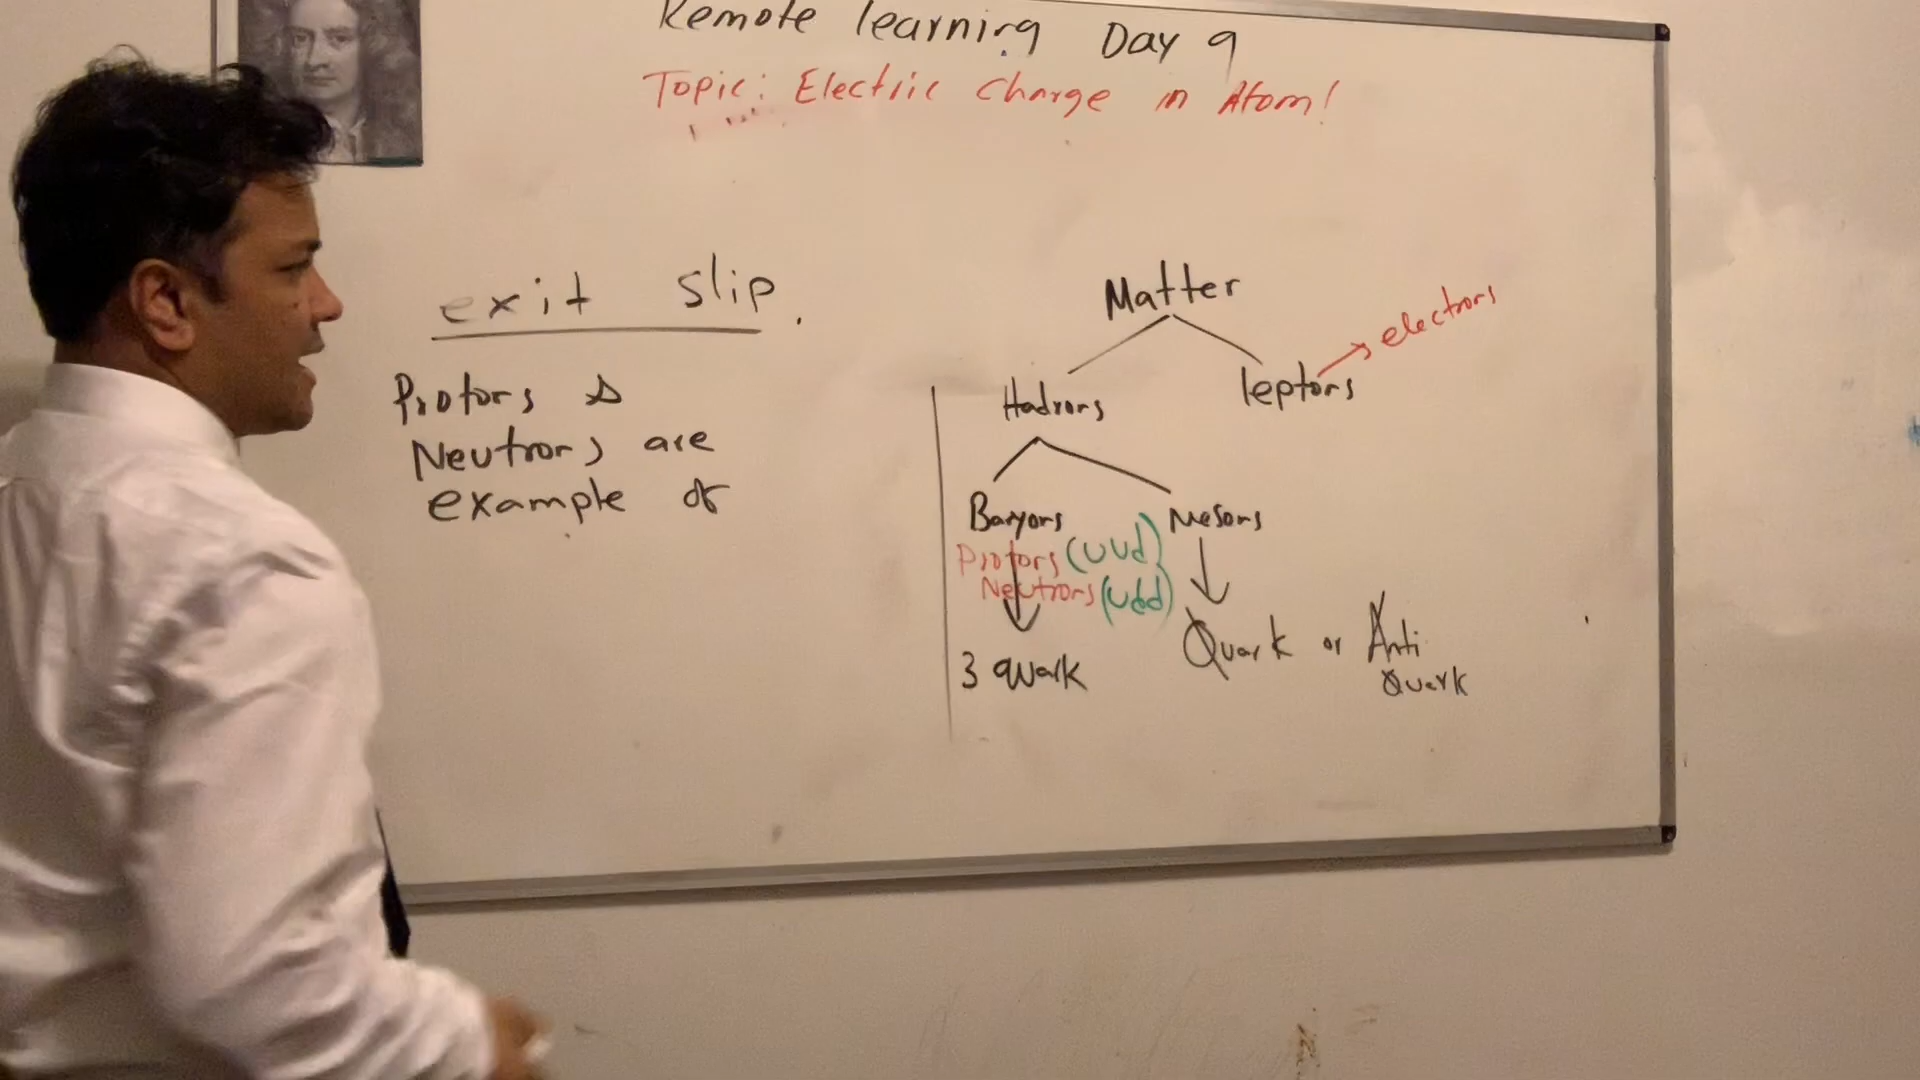 Remote learning Day 9
Topic: Electric charge in Atom!
exit slip.
Protons &
Neutrons are
example of
Matter
Hadrons
leptons → electrons
Baryons
Mesons
Protons (uud)
Neutrons (udd)
3 quark
Quark or Anti
Quark